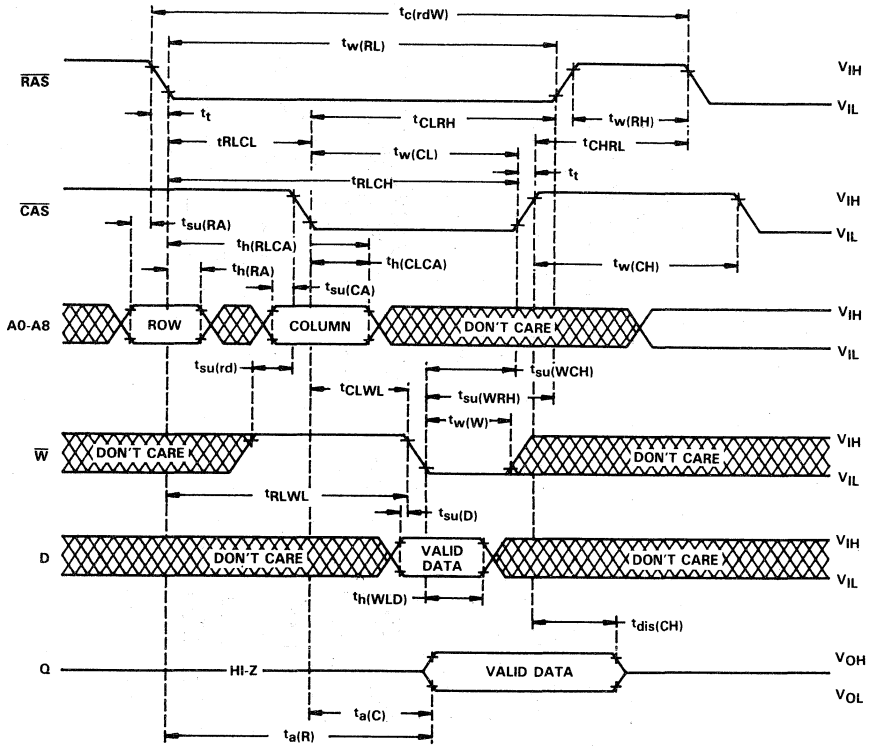 tc(rdW)
tw(RL)
RAS
VIH
VIL
tt
tRLCL
tCLRH
tw(RH)
tCHRL
tw(CL)
tRLCH
tt
CAS
VIH
VIL
tsu(RA)
th(RLCA)
th(RA)
th(CLCA)
tsu(CA)
tw(CH)
A0-A8
ROW
COLUMN
DON'T CARE
VIH
VIL
tsu(rd)
tCLWL
tsu(WCH)
tsu(WRH)
tw(W)
W
DON'T CARE
DON'T CARE
VIH
VIL
tRLWL
tsu(D)
D
DON'T CARE
VALID
DATA
DON'T CARE
VIH
VIL
th(WLD)
tdis(CH)
Q
HI-Z
VALID DATA
VOH
VOL
ta(C)
ta(R)